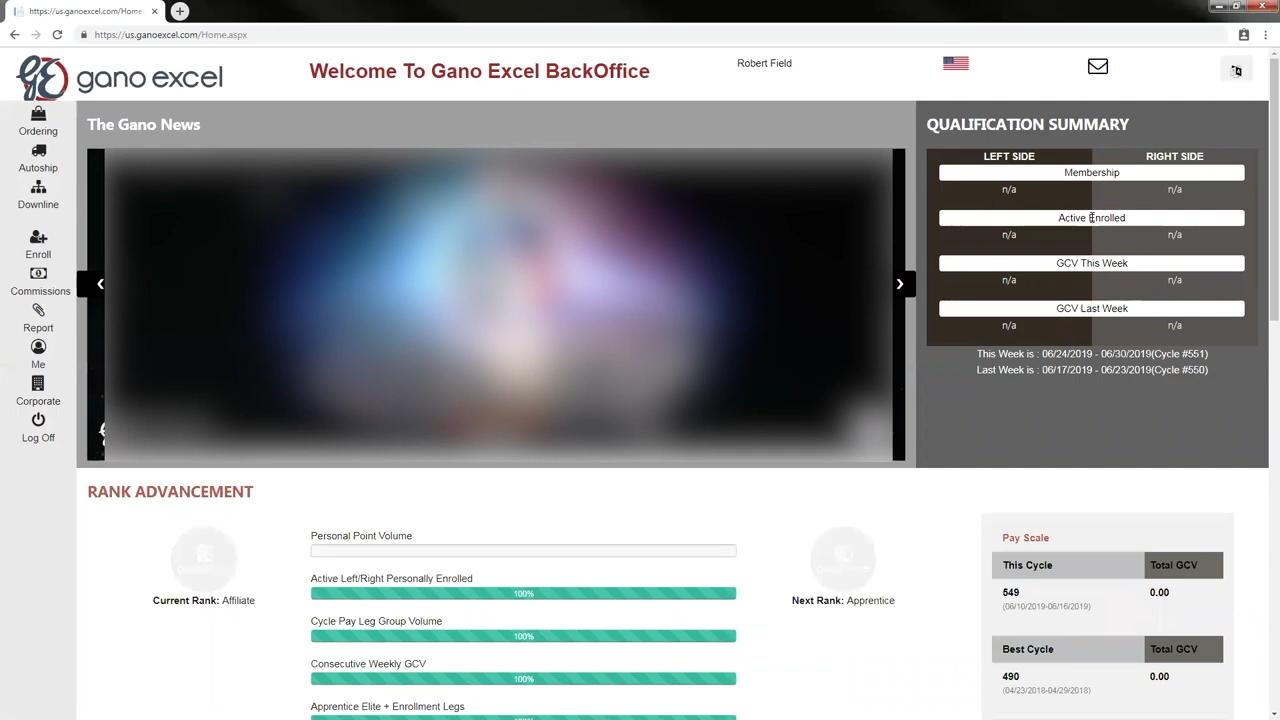 https://us.ganoexcel.com/Home
https://us.ganoexcel.com/Home.aspx
gano excel
Welcome To Gano Excel BackOffice
Robert Field
Ordering
Autoship
Downline
Enroll
Commissions
Report
Me
Corporate
Log Off
The Gano News
QUALIFICATION SUMMARY
LEFT SIDE RIGHT SIDE
Membership
n/a n/a
Active Enrolled
n/a n/a
GCV This Week
n/a n/a
GCV Last Week
n/a n/a
This Week is : 06/24/2019 - 06/30/2019(Cycle #551)
Last Week is : 06/17/2019 - 06/23/2019(Cycle #550)
RANK ADVANCEMENT
Current Rank: Affiliate
Personal Point Volume
Active Left/Right Personally Enrolled
100%
Cycle Pay Leg Group Volume
100%
Consecutive Weekly GCV
100%
Apprentice Elite + Enrollment Legs
Next Rank: Apprentice
Pay Scale
This Cycle Total GCV
549 0.00
(06/10/2019-06/16/2019)
Best Cycle Total GCV
490 0.00
(04/23/2018-04/29/2018)